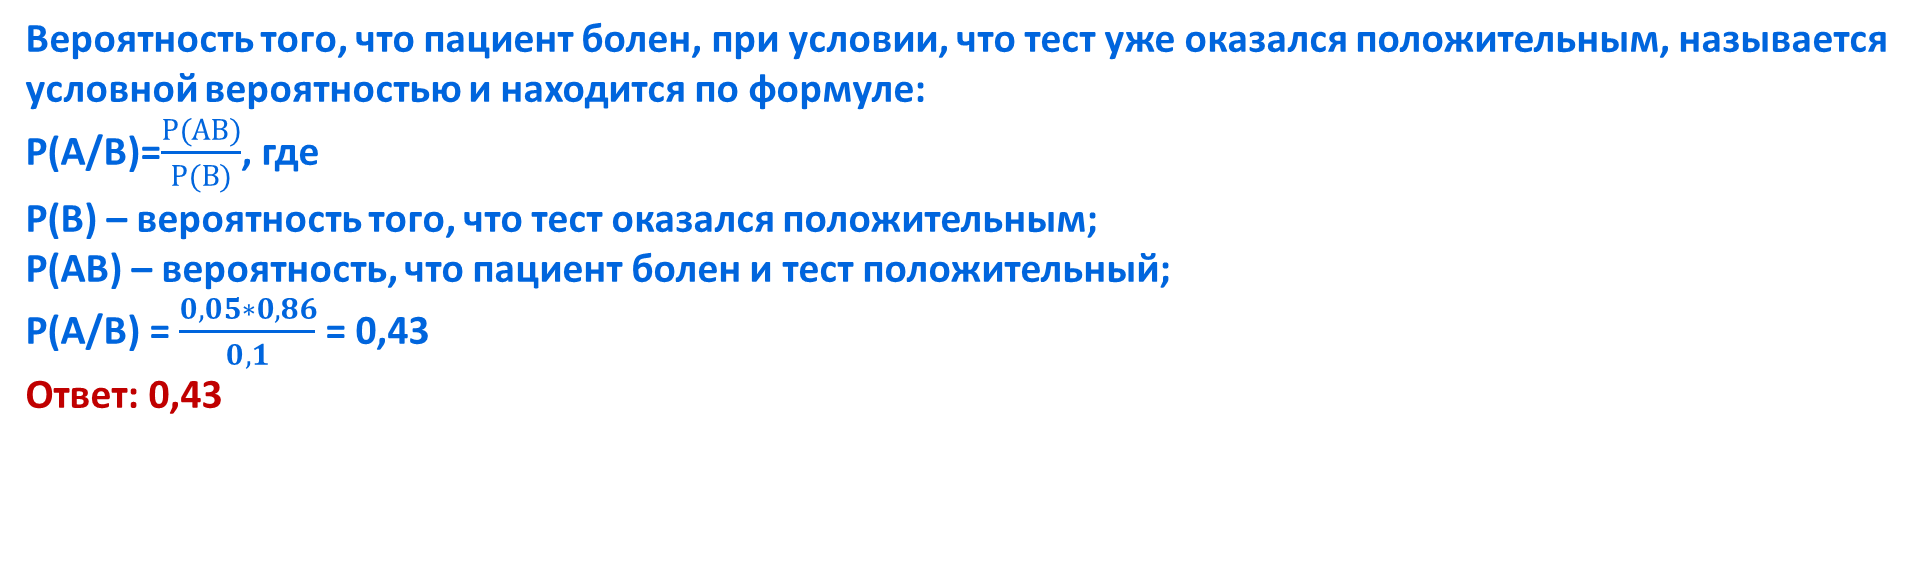 Вероятность того, что пациент болен, при условии, что тест уже оказался положительным, называется
условной вероятностью и находится по формуле:
P(A/B)=P(AB)/P(B), где
P(B) – вероятность того, что тест оказался положительным;
P(AB) – вероятность, что пациент болен и тест положительный;
P(A/B) = 0,05*0,86/0,1 = 0,43
Ответ: 0,43